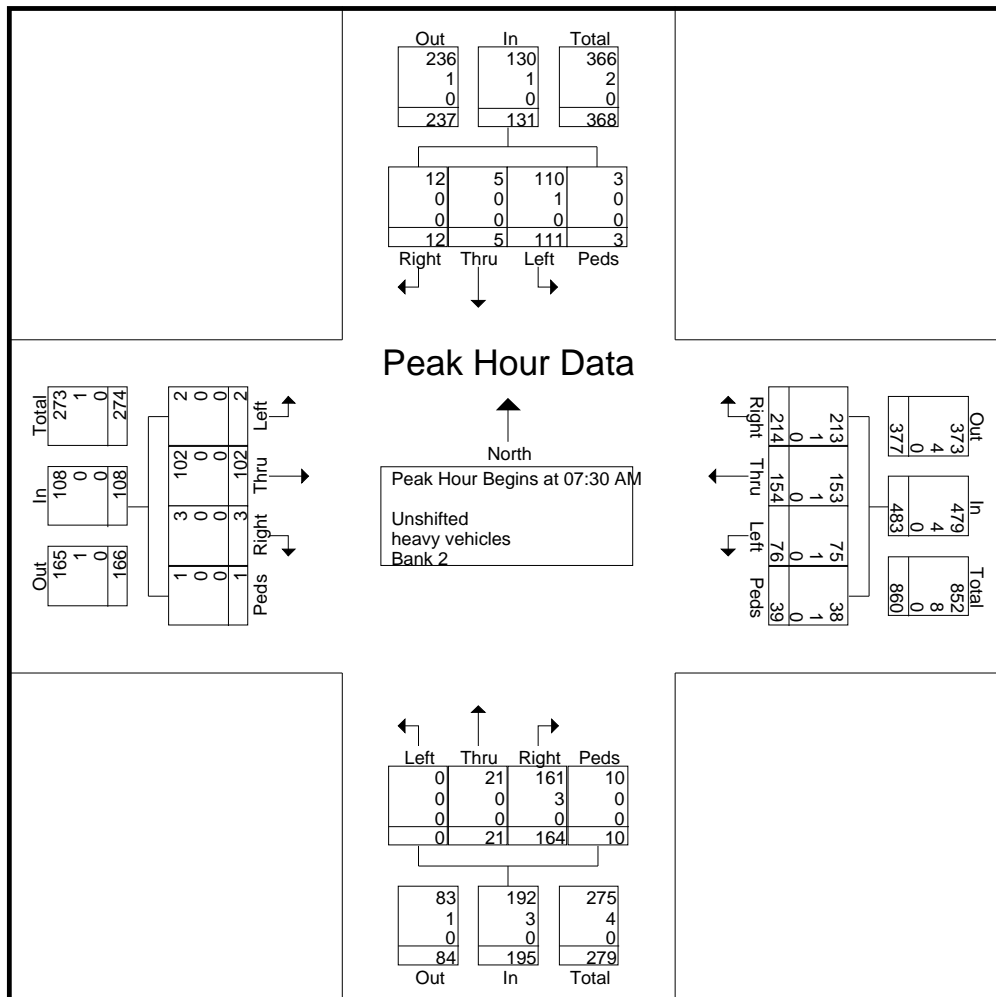 Out In Total
236 130 366
1 1 2
0 0 0
237 131 368
12 5 110 3
0 0 1 0
0 0 0 0
12 5 111 3
Right Thru Left Peds
Peak Hour Data
North
Peak Hour Begins at 07:30 AM
Unshifted
heavy vehicles
Bank 2
Out In Total
165 108 273
1 0 1
0 0 0
166 108 274
Peds Right Thru Left
1 3 102 2
0 0 0 0
0 0 0 0
1 3 102 2
Right Thru Left Peds
213 153 75 38
1 1 1 1
0 0 0 0
214 154 76 39
Out In Total
373 479 852
4 4 8
0 0 0
377 483 860
Left Thru Right Peds
0 21 161 10
0 0 3 0
0 0 0 0
0 21 164 10
83 192 275
1 3 4
0 0 0
84 195 279
Out In Total